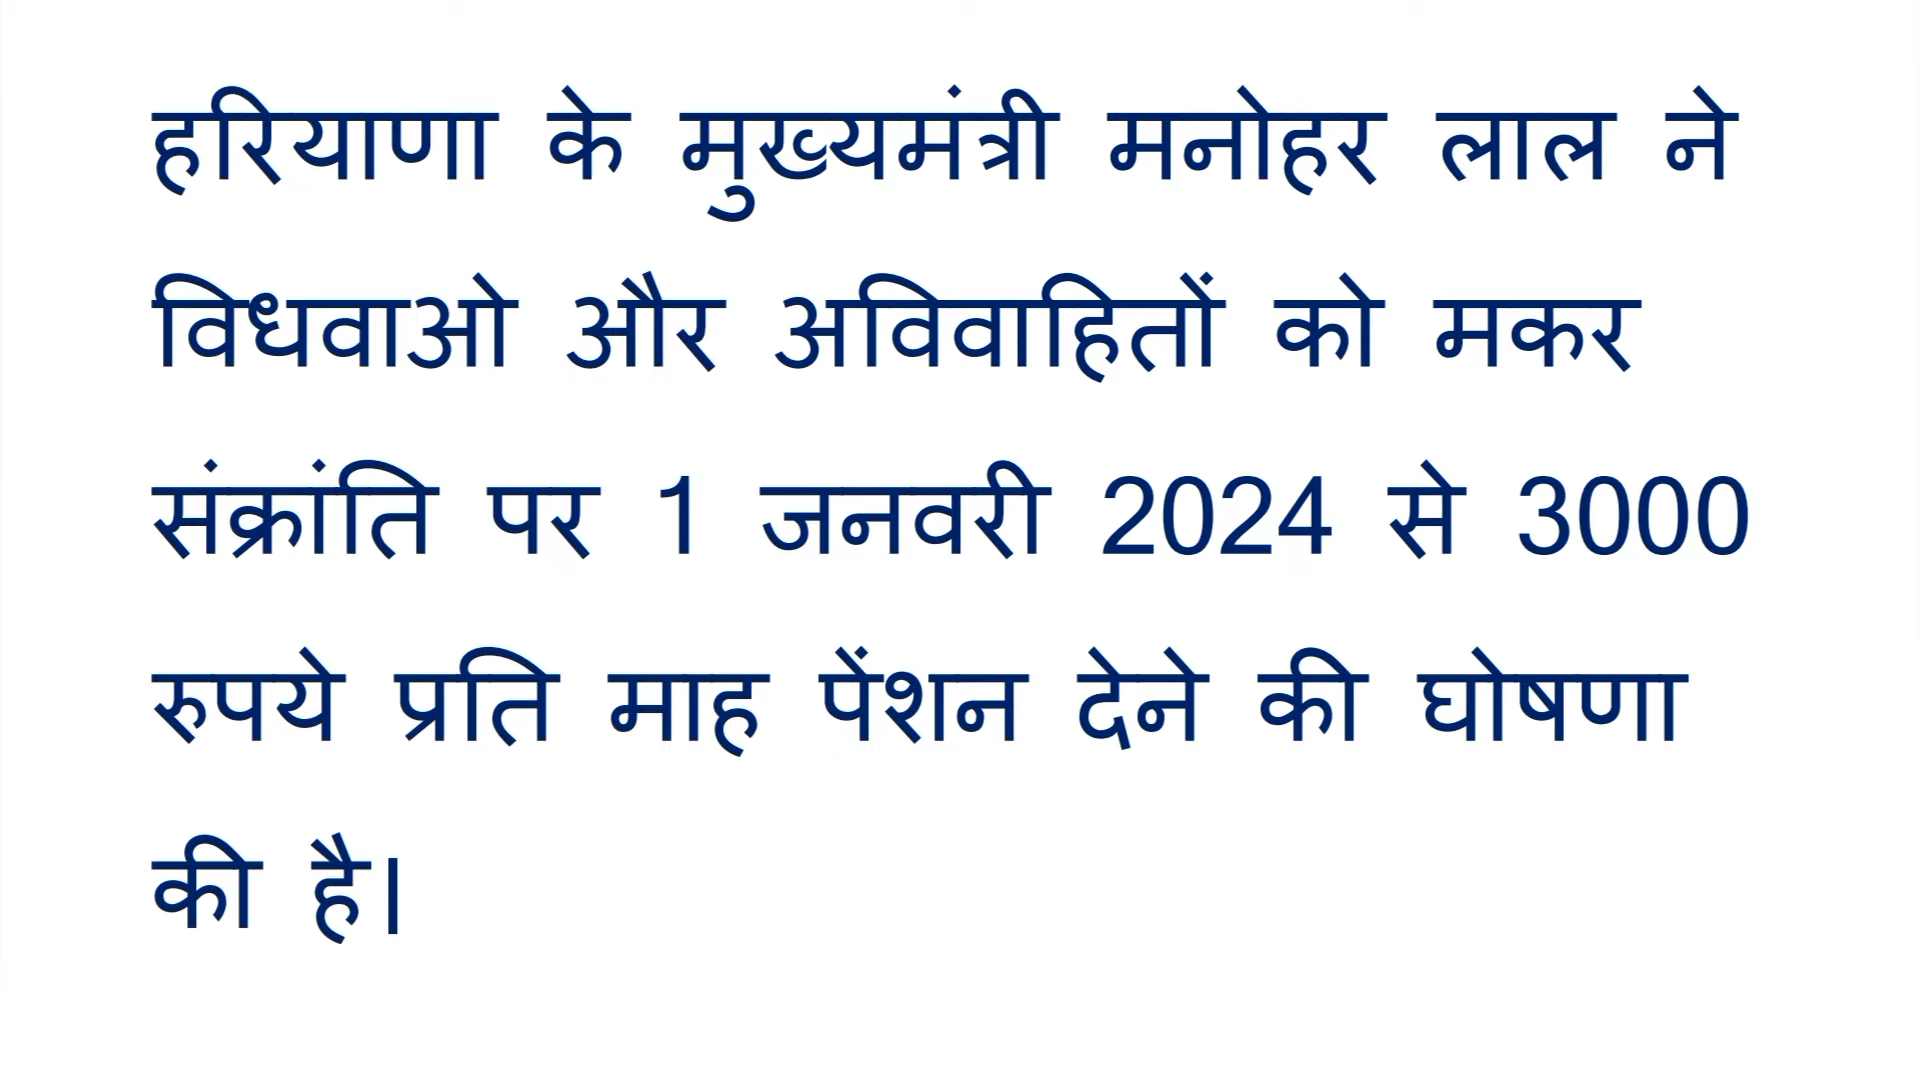 हरियाणा के मुख्यमंत्री मनोहर लाल ने
विधवाओ और अविवाहितों को मकर
संक्रांति पर 1 जनवरी 2024 से 3000
रुपये प्रति माह पेंशन देने की घोषणा
की है।